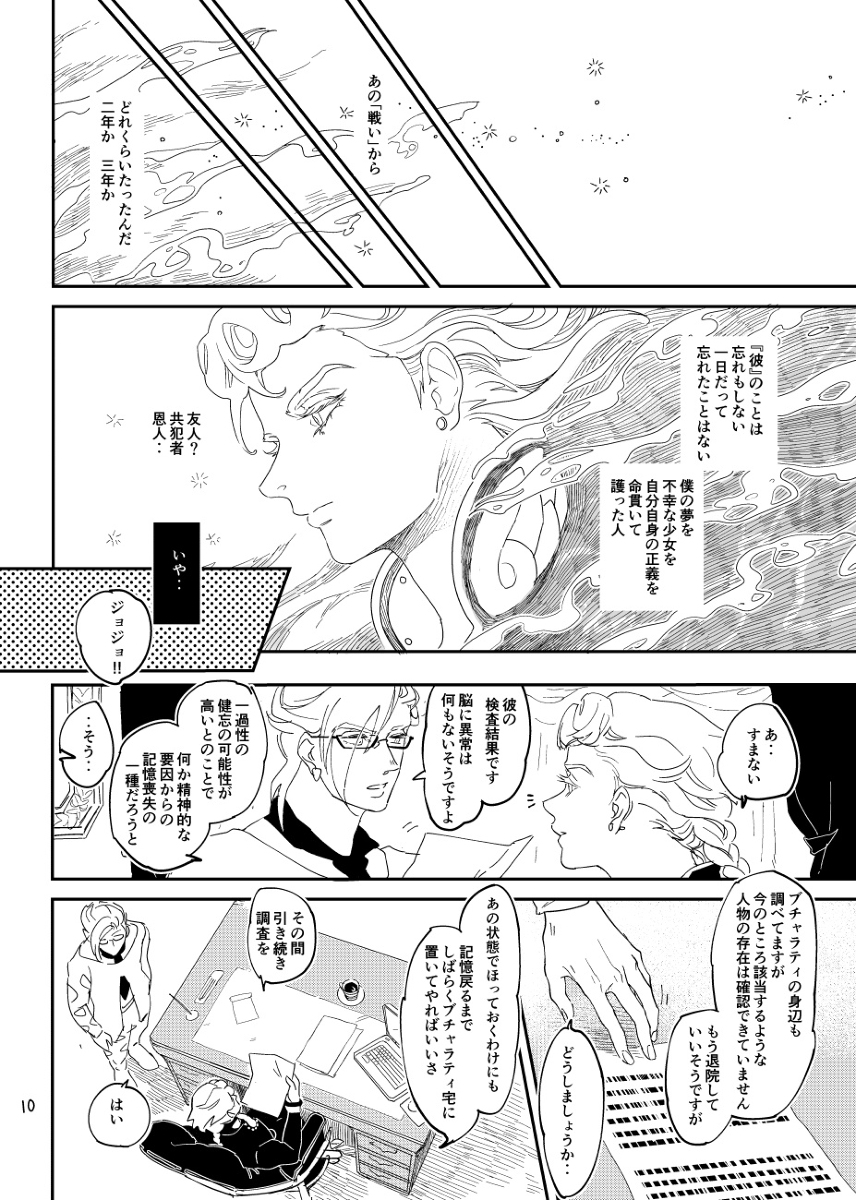 あの「戦い」から
どれくらいたったんだ
二年か　三年か
『彼』のことは
忘れもしない
一日だって
忘れたことはない
僕の夢を
不幸な少女を
自分自身の正義を
命貫いて
護った人
友人？
共犯者
恩人‥
いや‥
ジョジョ!!
あ‥
すまない
彼の
検査結果です
脳に異常は
何もないそうですよ
一過性の
健忘の可能性が
高いとのことで
何か精神的な
要因からの
記憶喪失の
一種だろうと
‥そう‥
ブチャラティの身辺も
調べてますが
今のところ該当するような
人物の存在は確認できていません
もう退院して
いいそうですが
どうしましょうか‥
あの状態でほっておくわけにも
記憶戻るまで
しばらくブチャラティ宅に
置いてやればいいさ
その間
引き続き
調査を
はい
10